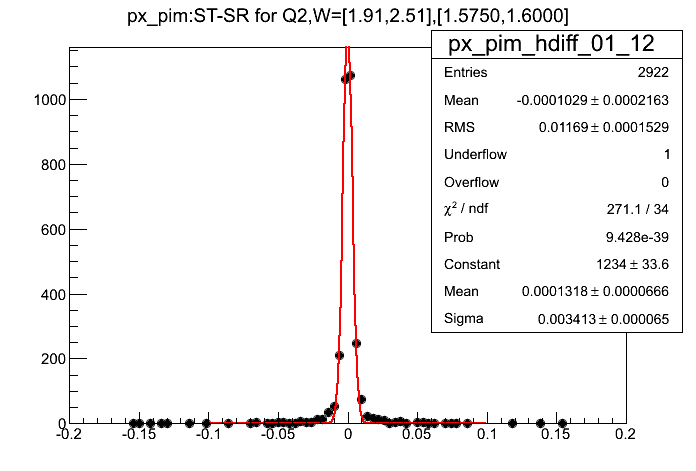 px_pim:ST-SR for Q2,W=[1.91,2.51],[1.5750,1.6000]
px_pim_hdiff_01_12
Entries 2922
Mean -0.0001029 ± 0.0002163
RMS 0.01169 ± 0.0001529
Underflow 1
Overflow 0
χ² / ndf 271.1 / 34
Prob 9.428e-39
Constant 1234 ± 33.6
Mean 0.0001318 ± 0.0000666
Sigma 0.003413 ± 0.000065
1000
800
600
400
200
0
-0.2 -0.15 -0.1 -0.05 0 0.05 0.1 0.15 0.2